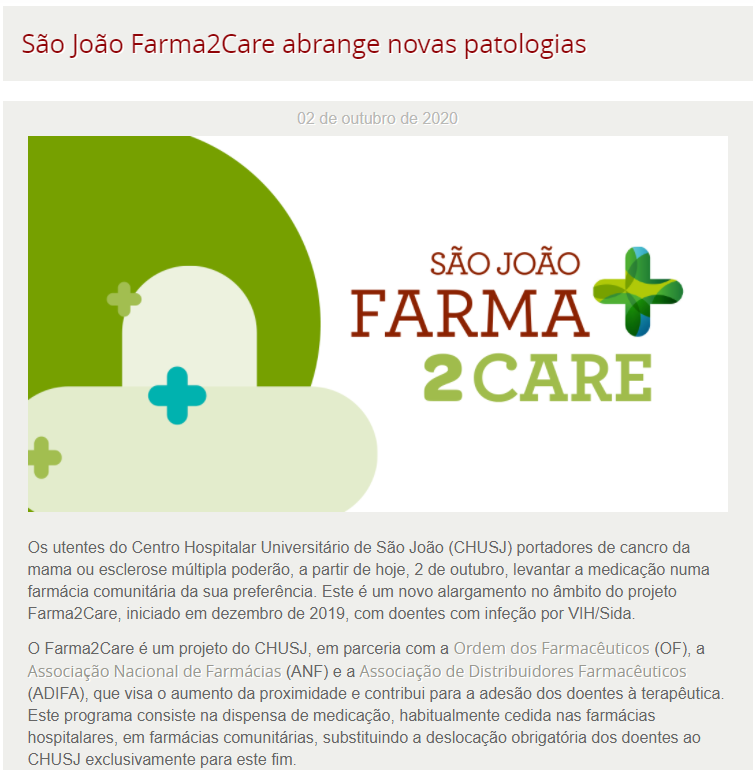 São João Farma2Care abrange novas patologias
02 de outubro de 2020
SÃO JOÃO
FARMA
2CARE
Os utentes do Centro Hospitalar Universitário de São João (CHUSJ) portadores de cancro da
mama ou esclerose múltipla poderão, a partir de hoje, 2 de outubro, levantar a medicação numa
farmácia comunitária da sua preferência. Este é um novo alargamento no âmbito do projeto
Farma2Care, iniciado em dezembro de 2019, com doentes com infeção por VIH/Sida.
O Farma2Care é um projeto do CHUSJ, em parceria com a Ordem dos Farmacêuticos (OF), a
Associação Nacional de Farmácias (ANF) e a Associação de Distribuidores Farmacêuticos
(ADIFA), que visa o aumento da proximidade e contribui para a adesão dos doentes à terapêutica.
Este programa consiste na dispensa de medicação, habitualmente cedida nas farmácias
hospitalares, em farmácias comunitárias, substituindo a deslocação obrigatória dos doentes ao
CHUSJ exclusivamente para este fim.